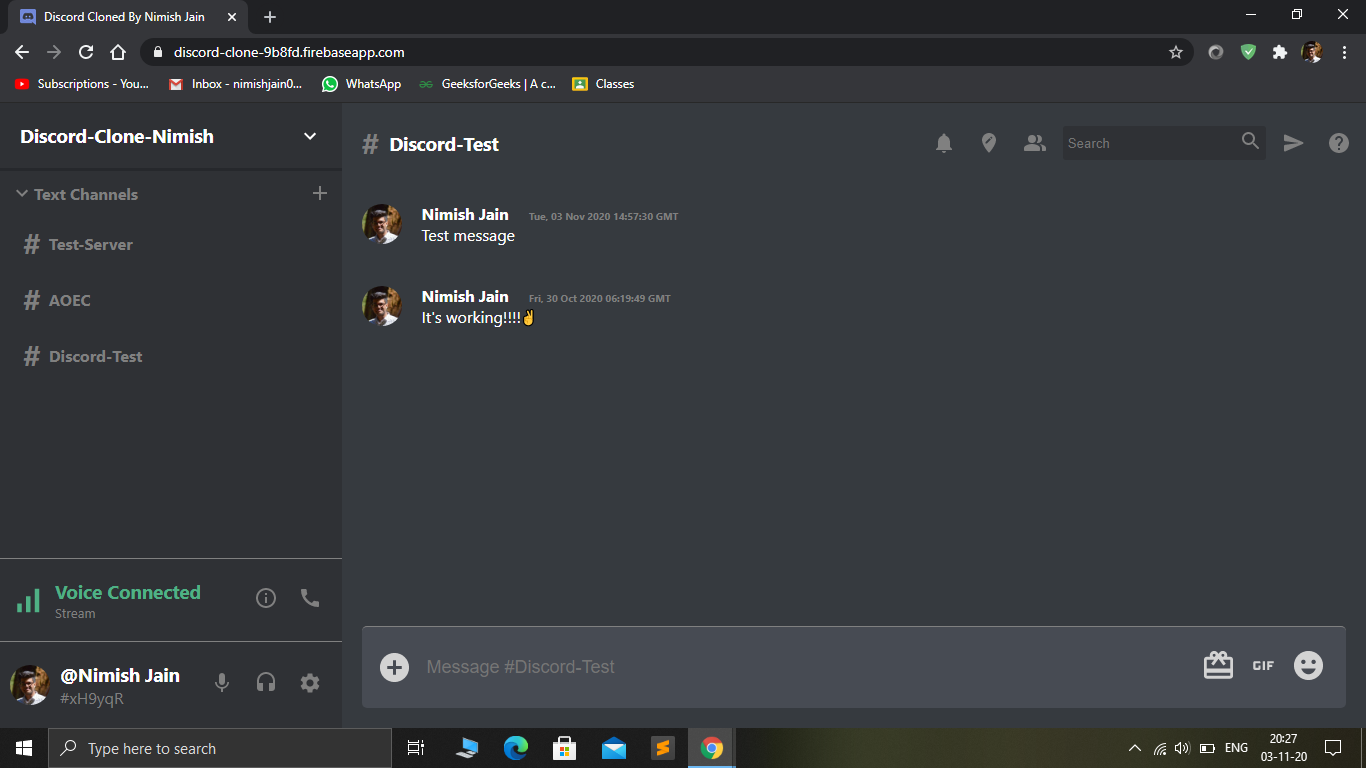 Discord Cloned By Nimish Jain
discord-clone-9b8fd.firebaseapp.com
Subscriptions - You... Inbox - nimishjain0... WhatsApp GeeksforGeeks | A c... Classes
Discord-Clone-Nimish
Text Channels
# Test-Server
# AOEC
# Discord-Test
Voice Connected
Stream
@Nimish Jain
#xH9yqR
# Discord-Test
Search
Nimish Jain Tue, 03 Nov 2020 14:57:30 GMT
Test message
Nimish Jain Fri, 30 Oct 2020 06:19:49 GMT
It's working!!!!✌
Message #Discord-Test
GIF
Type here to search
ENG
20:27
03-11-20